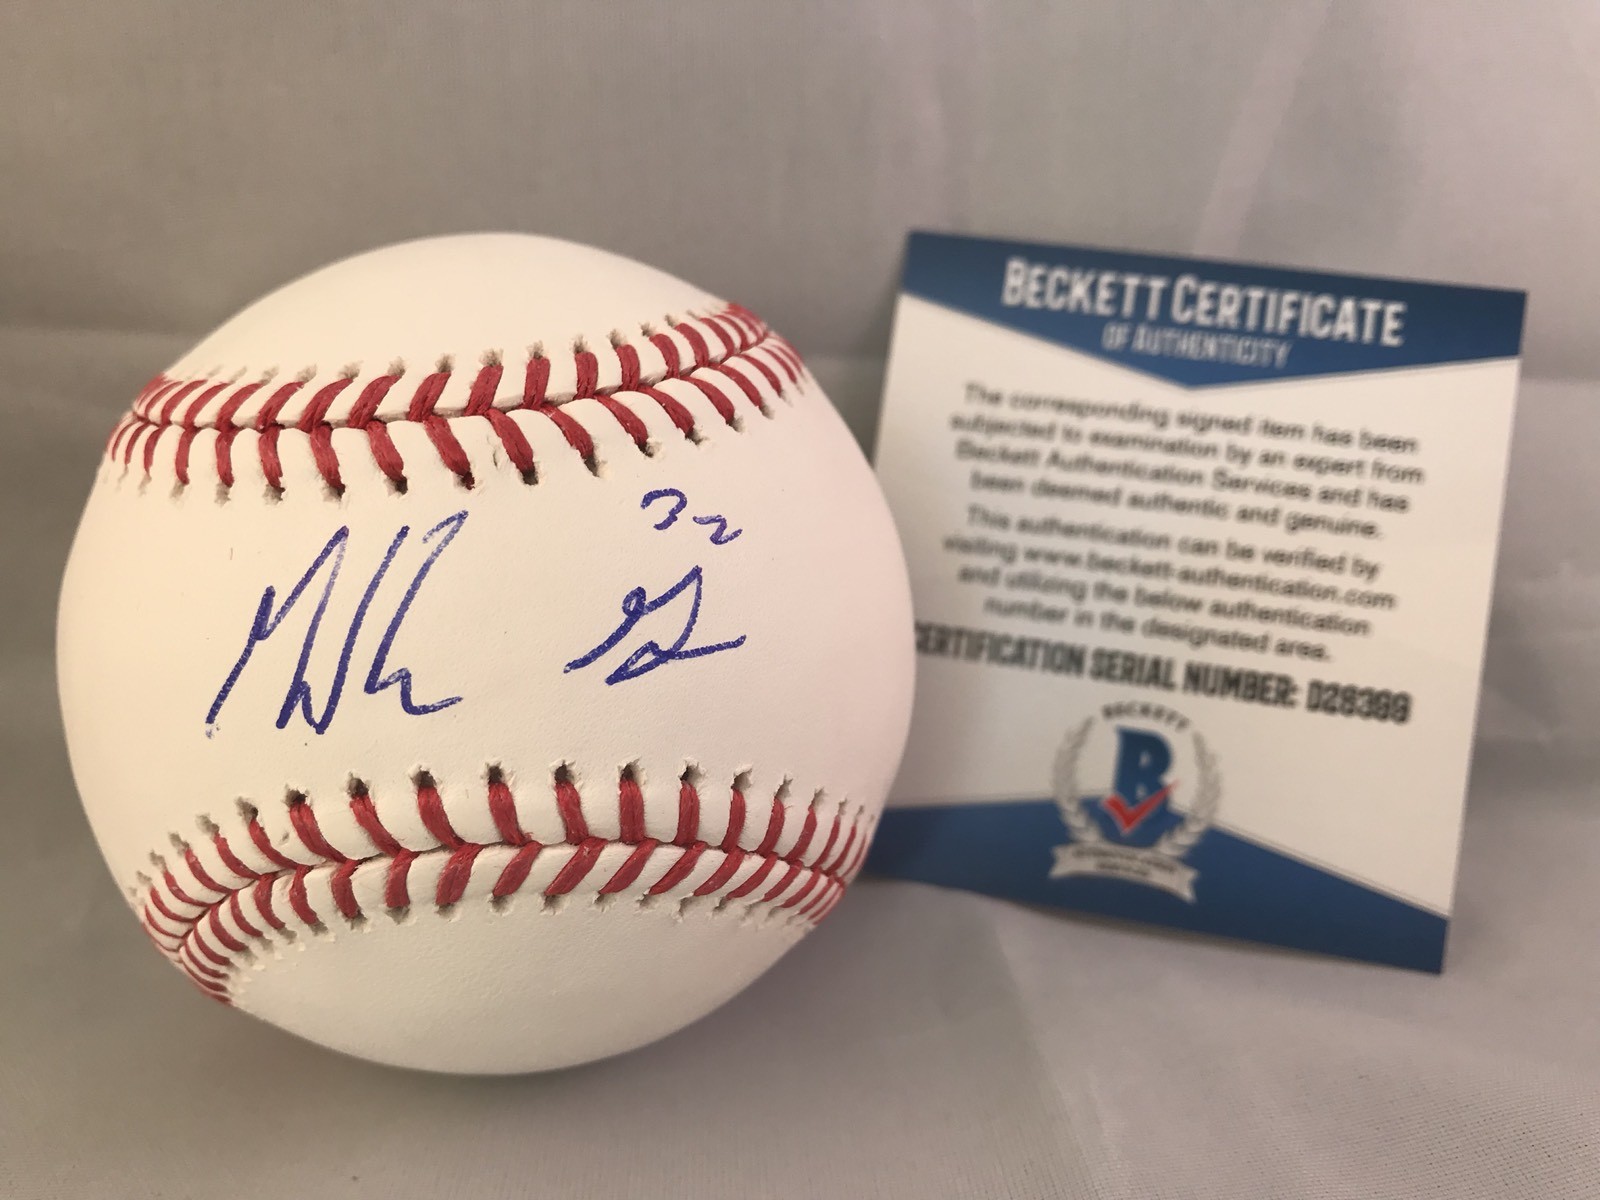 32
BECKETT CERTIFICATE
OF AUTHENTICITY
The corresponding signed item has been
subjected to examination by an expert from
Beckett Authentication Services and has
been deemed authentic and genuine.
This authentication can be verified by
visiting www.beckett-authentication.com
and utilizing the below authentication
number in the designated area.
CERTIFICATION SERIAL NUMBER: D28399
BECKETT
B